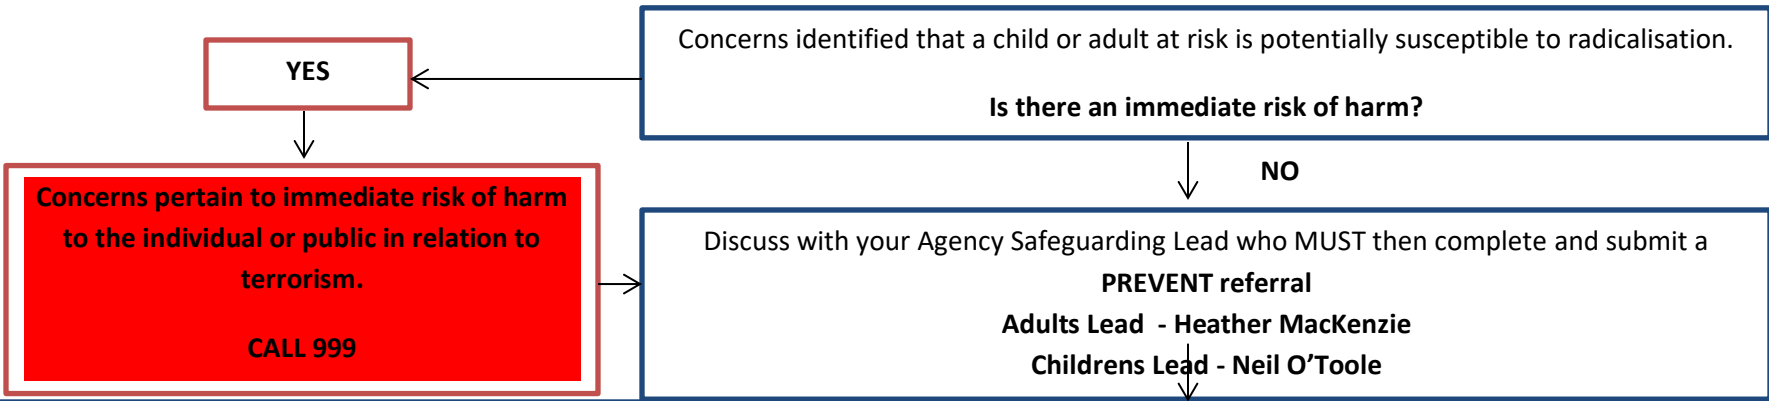 Concerns identified that a child or adult at risk is potentially susceptible to radicalisation.
Is there an immediate risk of harm?
YES
NO
Concerns pertain to immediate risk of harm
to the individual or public in relation to
terrorism.
CALL 999
Discuss with your Agency Safeguarding Lead who MUST then complete and submit a
PREVENT referral
Adults Lead - Heather MacKenzie
Childrens Lead - Neil O’Toole